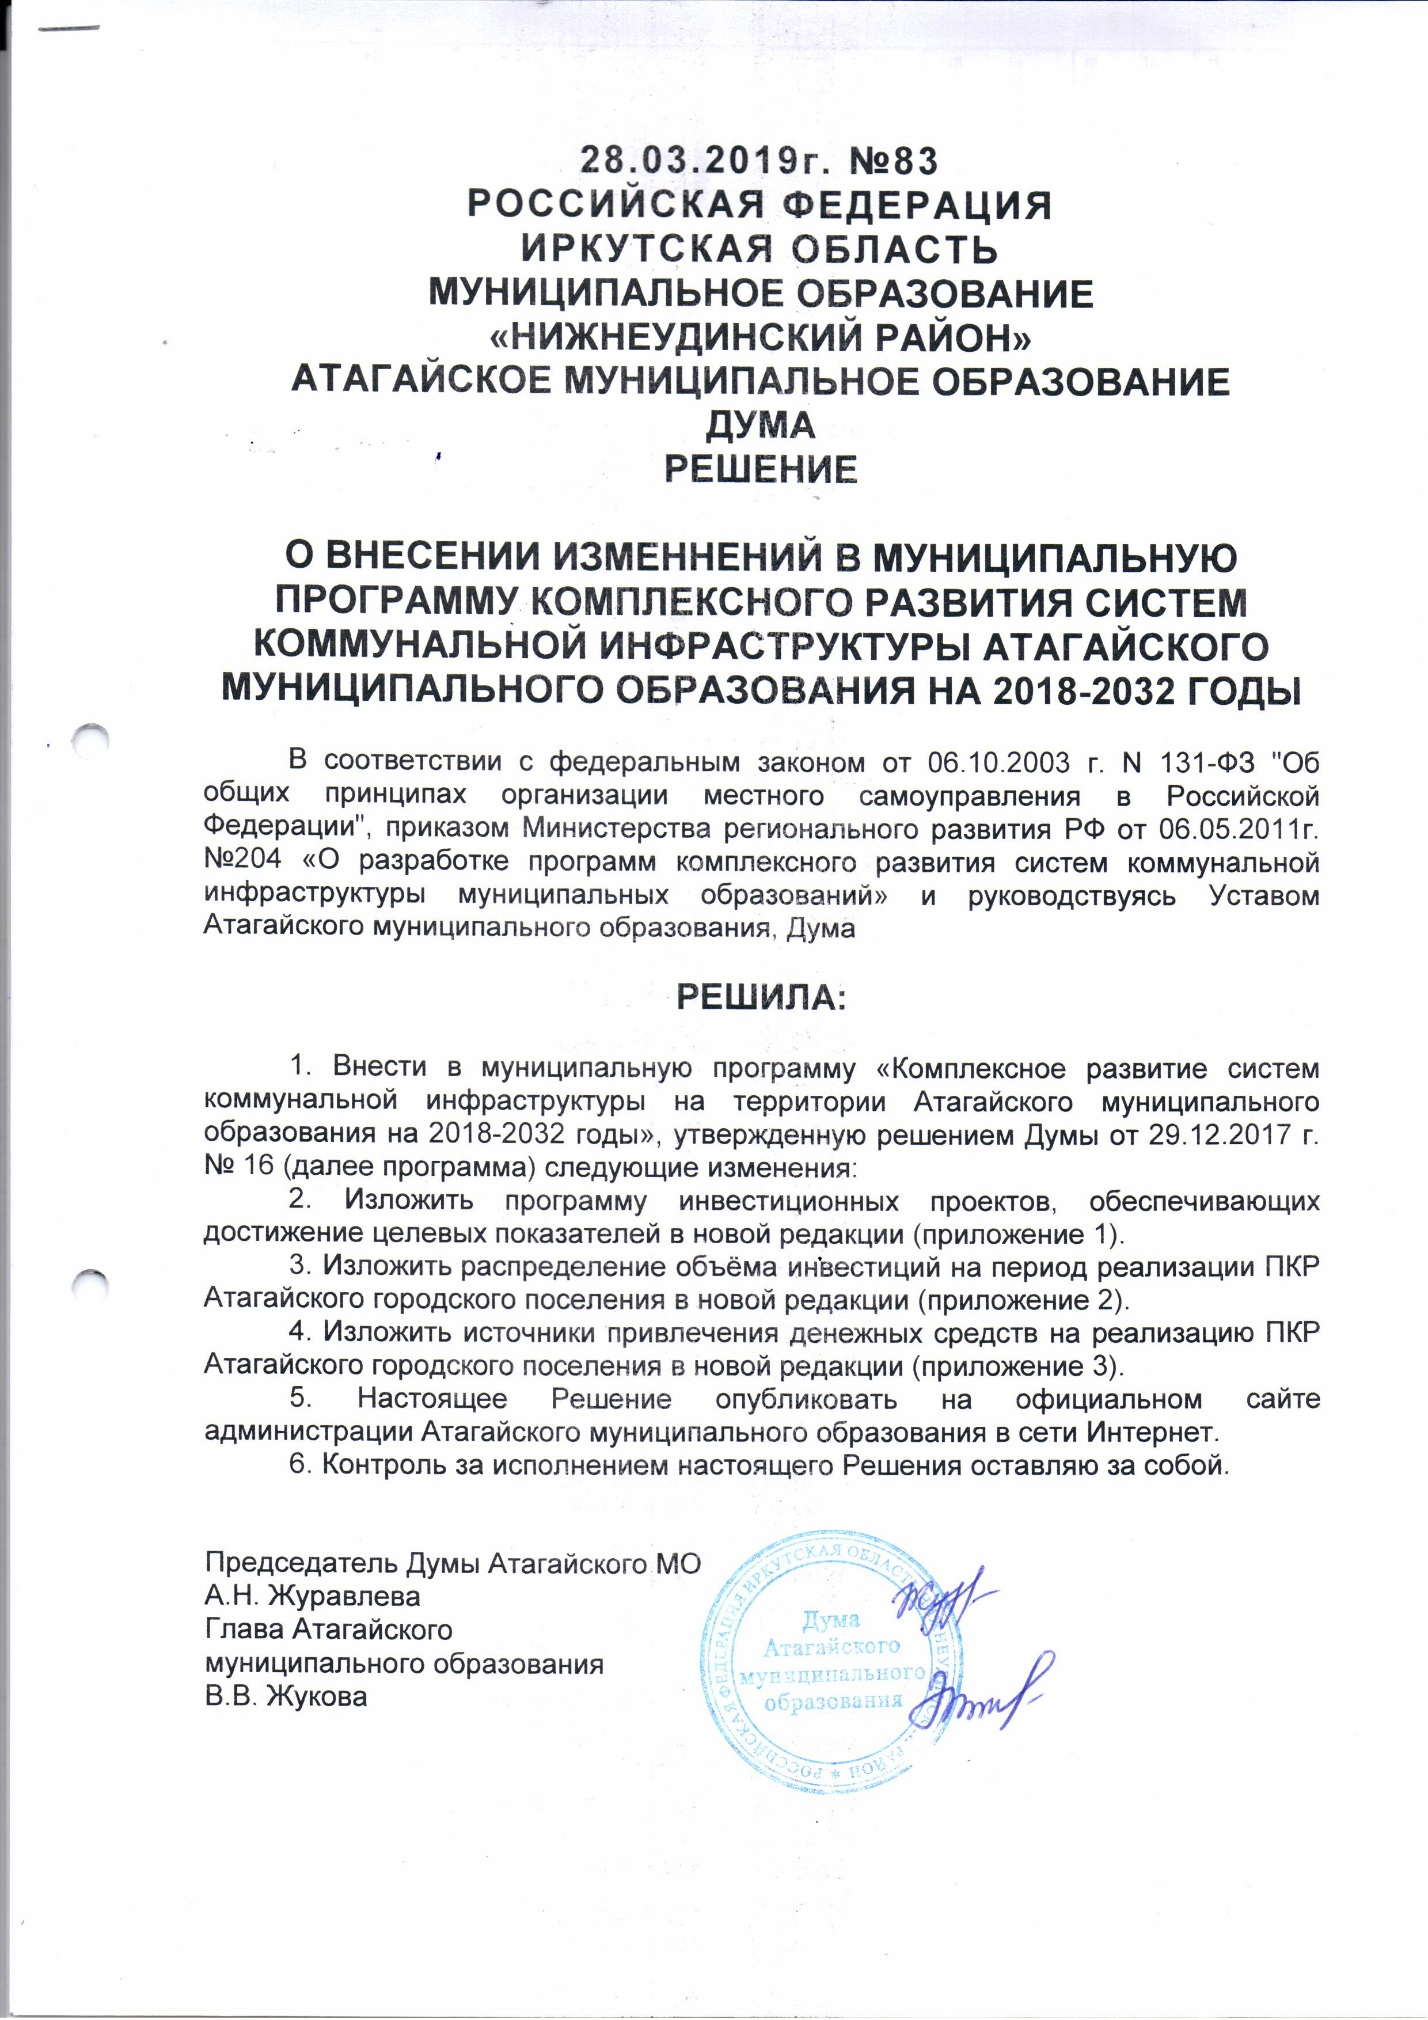 28.03.2019г. №83
РОССИЙСКАЯ ФЕДЕРАЦИЯ
ИРКУТСКАЯ ОБЛАСТЬ
МУНИЦИПАЛЬНОЕ ОБРАЗОВАНИЕ
«НИЖНЕУДИНСКИЙ РАЙОН»
АТАГАЙСКОЕ МУНИЦИПАЛЬНОЕ ОБРАЗОВАНИЕ
ДУМА
РЕШЕНИЕ
О ВНЕСЕНИИ ИЗМЕННЕНИЙ В МУНИЦИПАЛЬНУЮ
ПРОГРАММУ КОМПЛЕКСНОГО РАЗВИТИЯ СИСТЕМ
КОММУНАЛЬНОЙ ИНФРАСТРУКТУРЫ АТАГАЙСКОГО
МУНИЦИПАЛЬНОГО ОБРАЗОВАНИЯ НА 2018-2032 ГОДЫ
В соответствии с федеральным законом от 06.10.2003 г. N 131-ФЗ "Об
общих принципах организации местного самоуправления в Российской
Федерации", приказом Министерства регионального развития РФ от 06.05.2011г.
№204 «О разработке программ комплексного развития систем коммунальной
инфраструктуры муниципальных образований» и руководствуясь Уставом
Атагайского муниципального образования, Дума
РЕШИЛА:
1. Внести в муниципальную программу «Комплексное развитие систем
коммунальной инфраструктуры на территории Атагайского муниципального
образования на 2018-2032 годы», утвержденную решением Думы от 29.12.2017 г.
№ 16 (далее программа) следующие изменения:
2. Изложить программу инвестиционных проектов, обеспечивающих
достижение целевых показателей в новой редакции (приложение 1).
3. Изложить распределение объёма инвестиций на период реализации ПКР
Атагайского городского поселения в новой редакции (приложение 2).
4. Изложить источники привлечения денежных средств на реализацию ПКР
Атагайского городского поселения в новой редакции (приложение 3).
5. Настоящее Решение опубликовать на официальном сайте
администрации Атагайского муниципального образования в сети Интернет.
6. Контроль за исполнением настоящего Решения оставляю за собой.
Председатель Думы Атагайского МО
А.Н. Журавлева
Глава Атагайского
муниципального образования
В.В. Жукова
РОССИЙСКАЯ ФЕДЕРАЦИЯ ИРКУТСКАЯ РАЙОН *
Дума
Атагайского
муниципального
образования